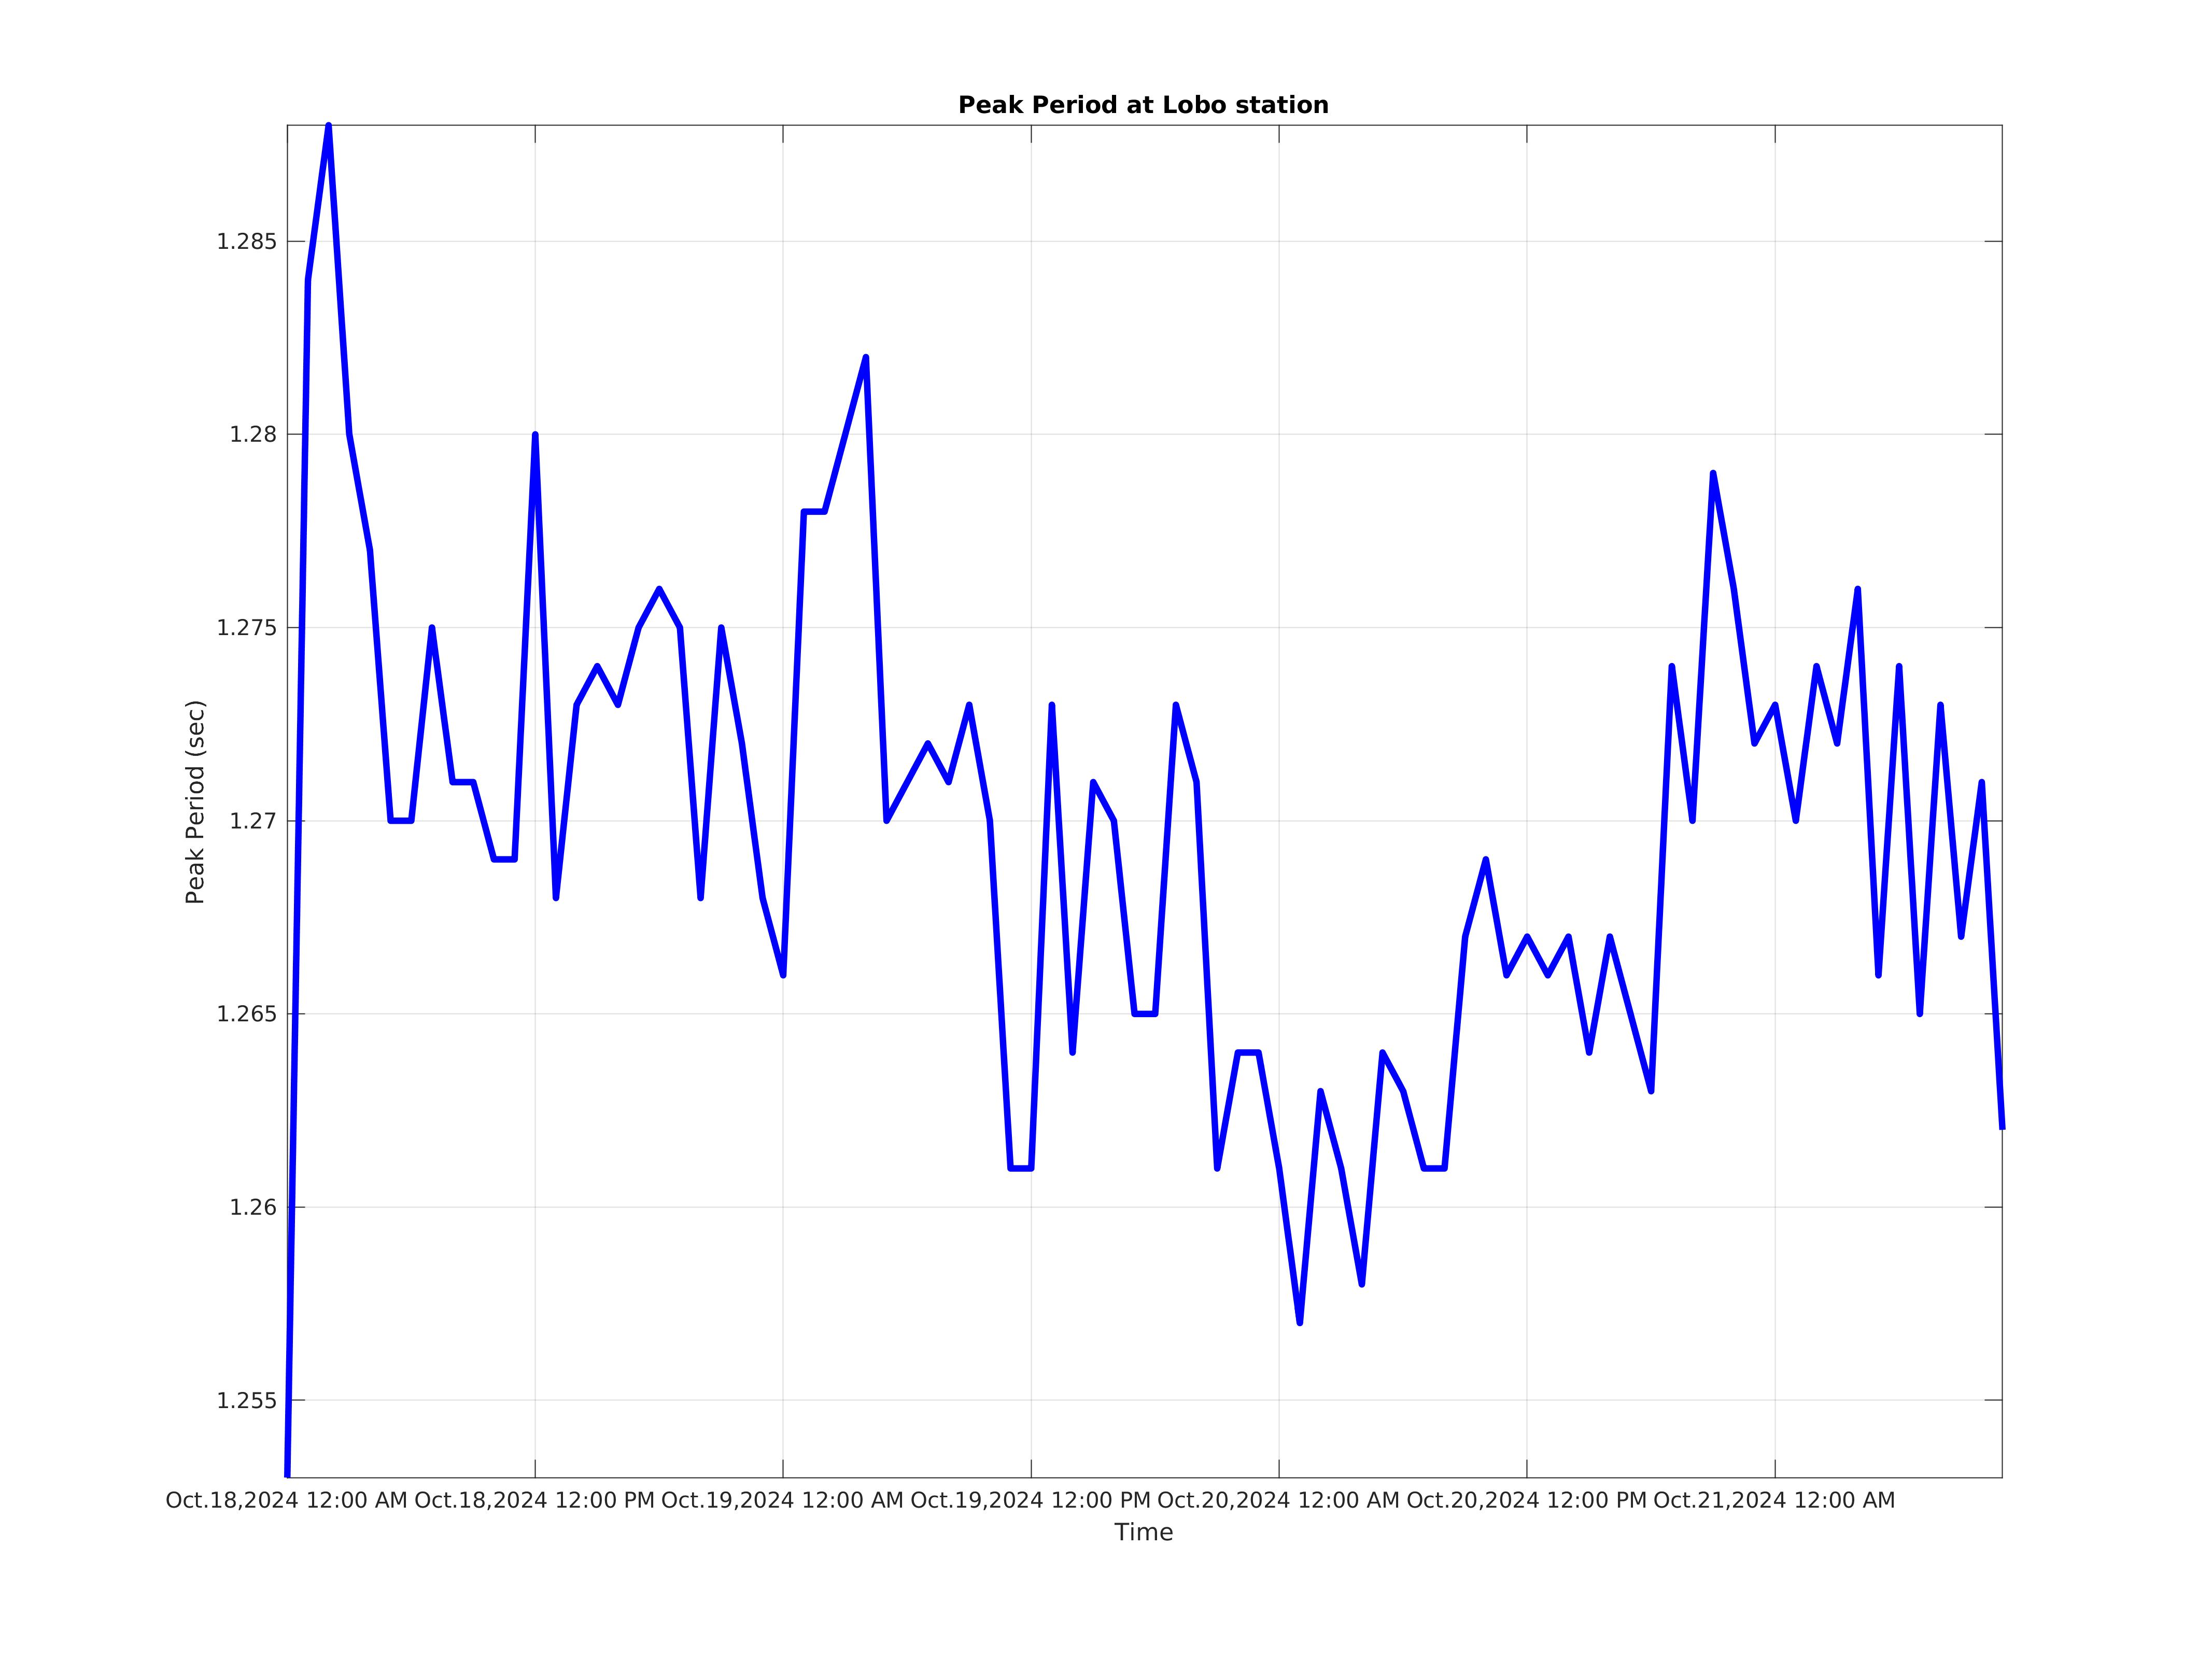 Peak Period at Lobo station
1.285
1.28
1.275
1.27
1.265
1.26
1.255
Peak Period (sec)
Oct.18,2024 12:00 AM Oct.18,2024 12:00 PM Oct.19,2024 12:00 AM Oct.19,2024 12:00 PM Oct.20,2024 12:00 AM Oct.20,2024 12:00 PM Oct.21,2024 12:00 AM
Time